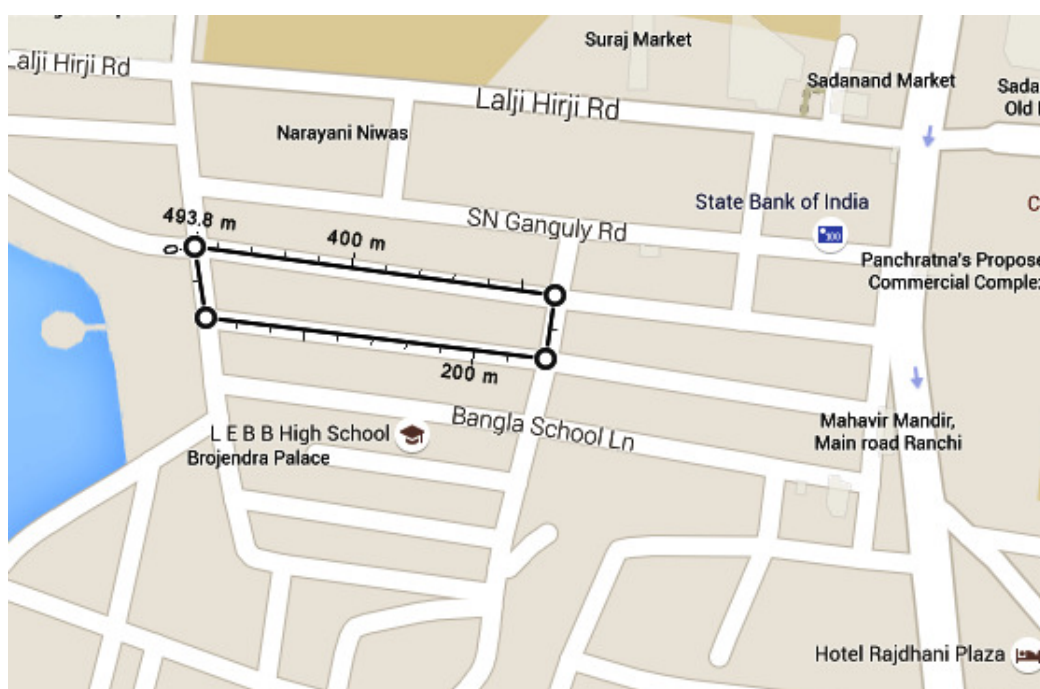 Suraj Market
Lalji Hirji Rd
Sadanand Market
Lalji Hirji Rd
Narayani Niwas
State Bank of India
100
493.8 m
0
400 m
SN Ganguly Rd
Panchratna's Propose
Commercial Complex
200 m
Bangla School Ln
Mahavir Mandir,
Main road Ranchi
L E B B High School
Brojendra Palace
Hotel Rajdhani Plaza